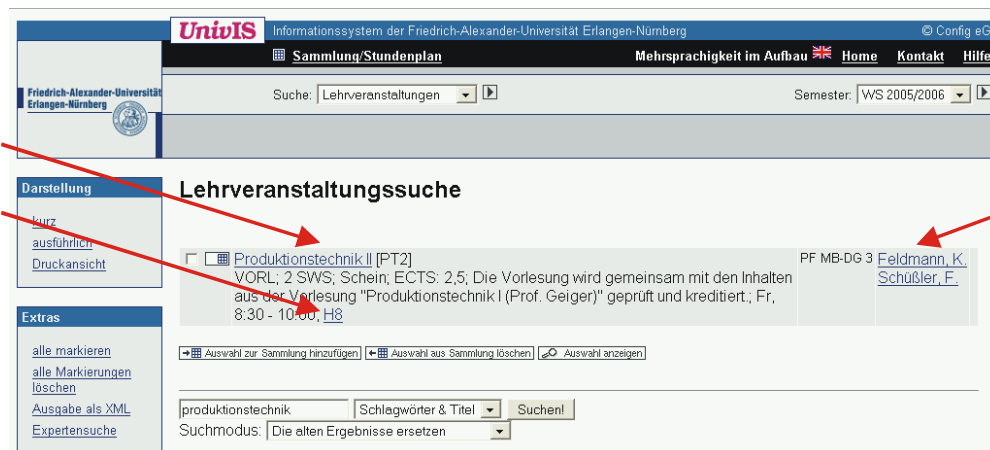 UnivIS Informationssystem der Friedrich-Alexander-Universität Erlangen-Nürnberg © Config eG
Sammlung/Stundenplan Mehrsprachigkeit im Aufbau Home Kontakt Hilfe
Friedrich-Alexander-Universität
Erlangen-Nürnberg
Suche: Lehrveranstaltungen Semester: WS 2005/2006
Darstellung
kurz
ausführlich
Druckansicht
Extras
alle markieren
alle Markierungen
löschen
Ausgabe als XML
Expertensuche
Lehrveranstaltungssuche
Produktionstechnik II [PT2] PF MB-DG 3 Feldmann, K.
VORL; 2 SWS; Schein; ECTS: 2,5; Die Vorlesung wird gemeinsam mit den Inhalten Schüßler, F.
aus der Vorlesung "Produktionstechnik I (Prof. Geiger)" geprüft und kreditiert.; Fr,
8:30 - 10:00, H8
Auswahl zur Sammlung hinzufügen Auswahl aus Sammlung löschen Auswahl anzeigen
produktionstechnik Schlagwörter & Titel Suchen!
Suchmodus: Die alten Ergebnisse ersetzen